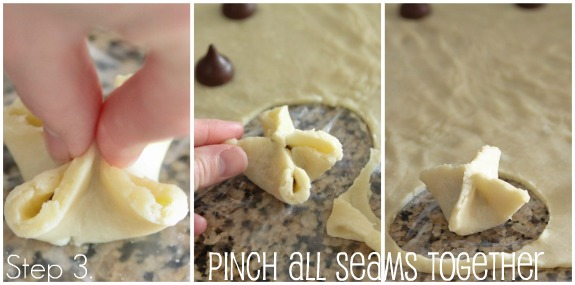 Step 3.
PINCH ALL SEAMS TOGETHER